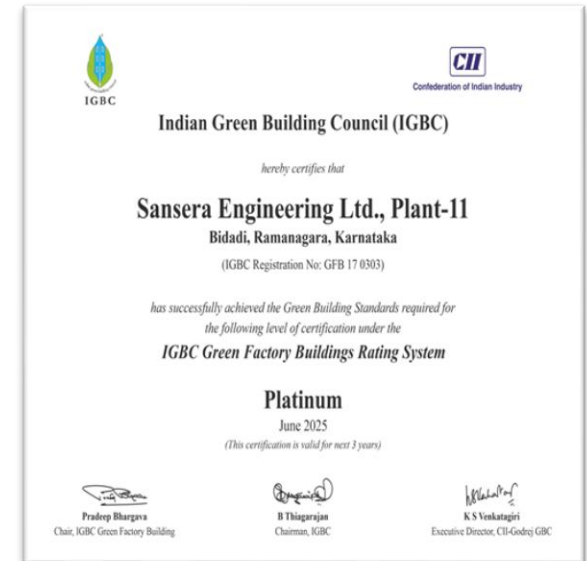 IGBC
CII
Confederation of Indian Industry
Indian Green Building Council (IGBC)
hereby certifies that
Sansera Engineering Ltd., Plant-11
Bidadi, Ramanagara, Karnataka
(IGBC Registration No: GFB 17 0303)
has successfully achieved the Green Building Standards required for
the following level of certification under the
IGBC Green Factory Buildings Rating System
Platinum
June 2025
(This certification is valid for next 3 years)
Pradeep Bhargava
Chair, IGBC Green Factory Building
B Thiagarajan
Chairman, IGBC
K S Venkatagiri
Executive Director, CII-Godrej GBC